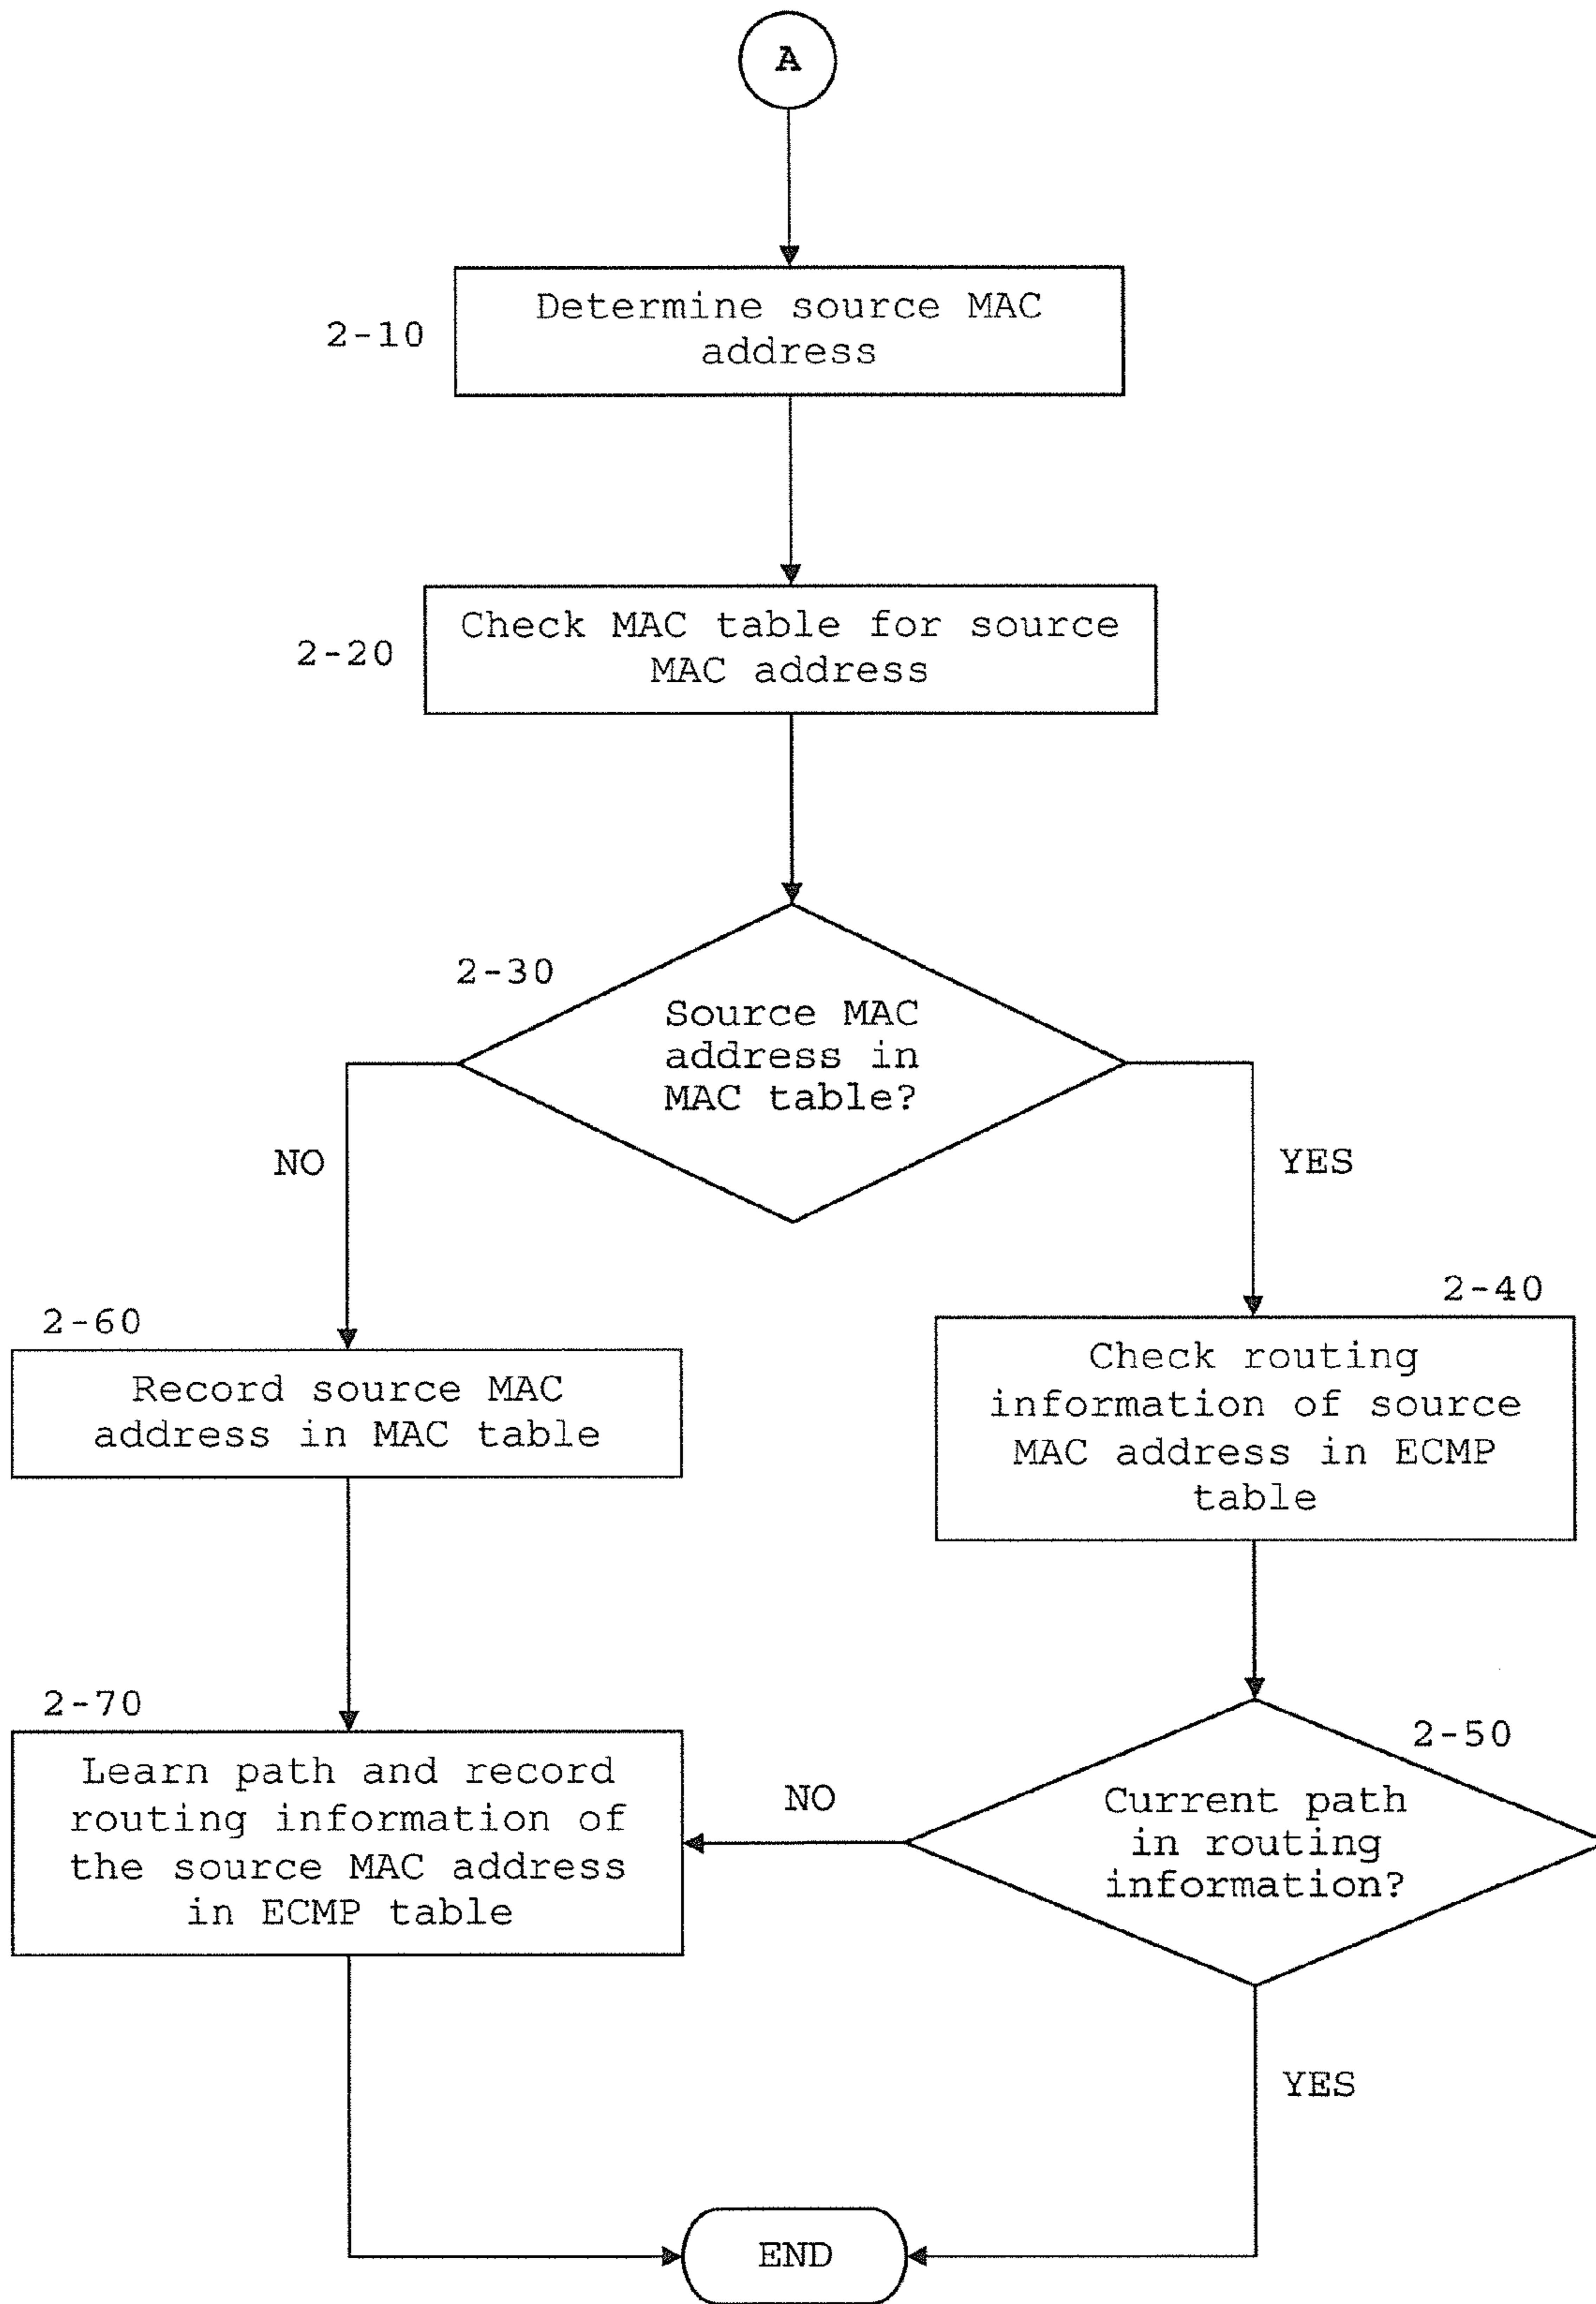 A
2-10
Determine source MAC
address
2-20
Check MAC table for source
MAC address
2-30
Source MAC
address in
MAC table?
NO
YES
2-60
Record source MAC
address in MAC table
2-40
Check routing
information of source
MAC address in ECMP
table
2-70
Learn path and record
routing information of
the source MAC address
in ECMP table
NO
2-50
Current path
in routing
information?
YES
END